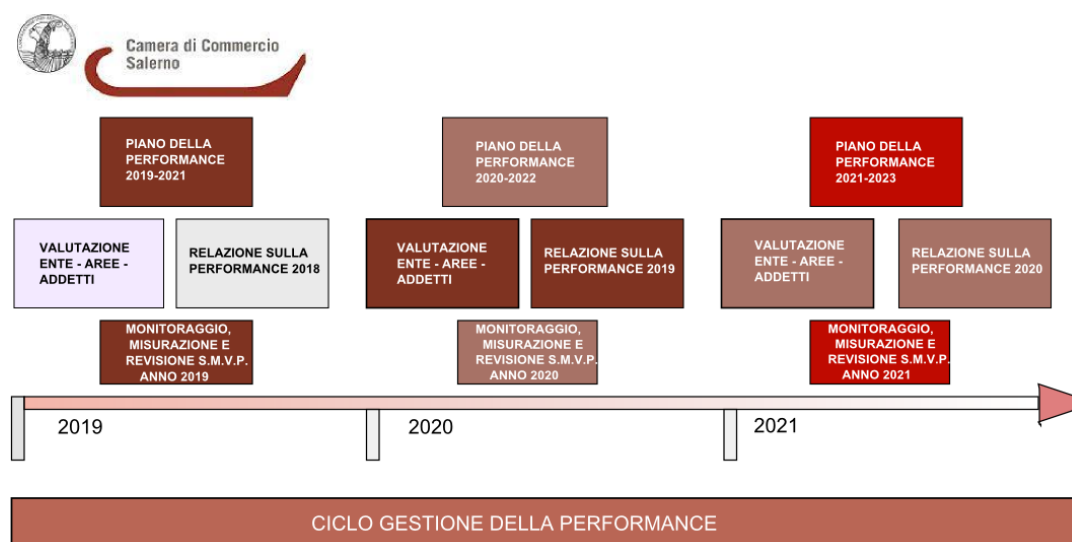 Camera di Commercio
Salerno
PIANO DELLA
PERFORMANCE
2019-2021
PIANO DELLA
PERFORMANCE
2020-2022
PIANO DELLA
PERFORMANCE
2021-2023
VALUTAZIONE
ENTE - AREE -
ADDETTI
RELAZIONE SULLA
PERFORMANCE 2018
VALUTAZIONE
ENTE - AREE -
ADDETTI
RELAZIONE SULLA
PERFORMANCE 2019
VALUTAZIONE
ENTE - AREE -
ADDETTI
RELAZIONE SULLA
PERFORMANCE 2020
MONITORAGGIO,
MISURAZIONE E
REVISIONE S.M.V.P.
ANNO 2019
MONITORAGGIO,
MISURAZIONE E
REVISIONE S.M.V.P.
ANNO 2020
MONITORAGGIO,
MISURAZIONE E
REVISIONE S.M.V.P.
ANNO 2021
2019
2020
2021
CICLO GESTIONE DELLA PERFORMANCE